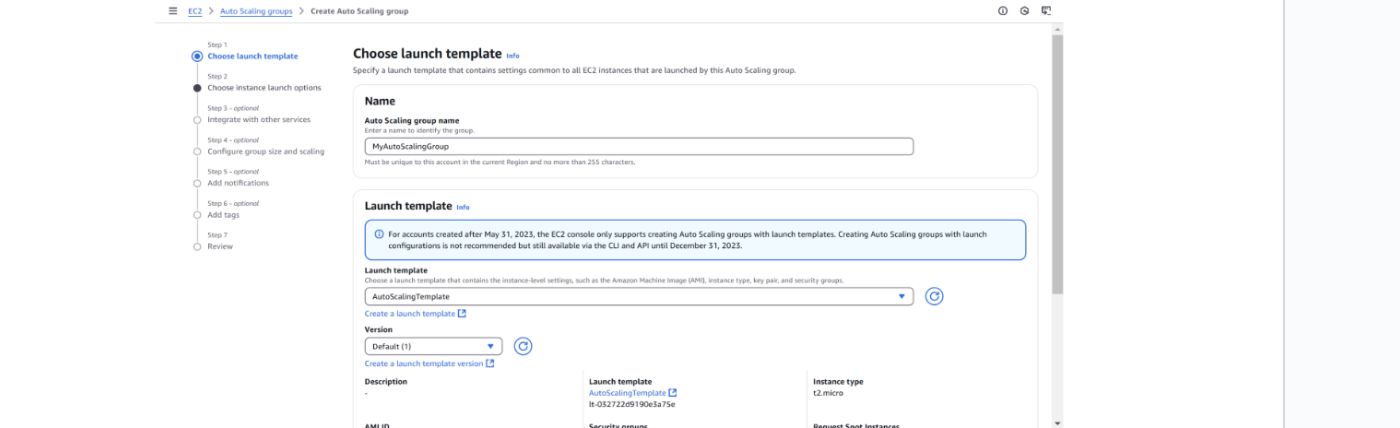 EC2 > Auto Scaling groups > Create Auto Scaling group
Step 1
Choose launch template
Step 2
Choose instance launch options
Step 3 - optional
Integrate with other services
Step 4 - optional
Configure group size and scaling
Step 5 - optional
Add notifications
Step 6 - optional
Add tags
Step 7
Review
Choose launch template Info
Specify a launch template that contains settings common to all EC2 instances that are launched by this Auto Scaling group.
Name
Auto Scaling group name
Enter a name to identify the group.
MyAutoScalingGroup
Must be unique to this account in the current Region and no more than 255 characters.
Launch template Info
For accounts created after May 31, 2023, the EC2 console only supports creating Auto Scaling groups with launch templates. Creating Auto Scaling groups with launch
configurations is not recommended but still available via the CLI and API until December 31, 2023.
Launch template
Choose a launch template that contains the instance-level settings, such as the Amazon Machine Image (AMI), instance type, key pair, and security groups.
AutoScalingTemplate
Create a launch template
Version
Default (1)
Create a launch template version
Description
-
Launch template
AutoScalingTemplate
lt-032722d9190e3a75e
Instance type
t2.micro
AMI ID
Security groups
Request Spot Instances